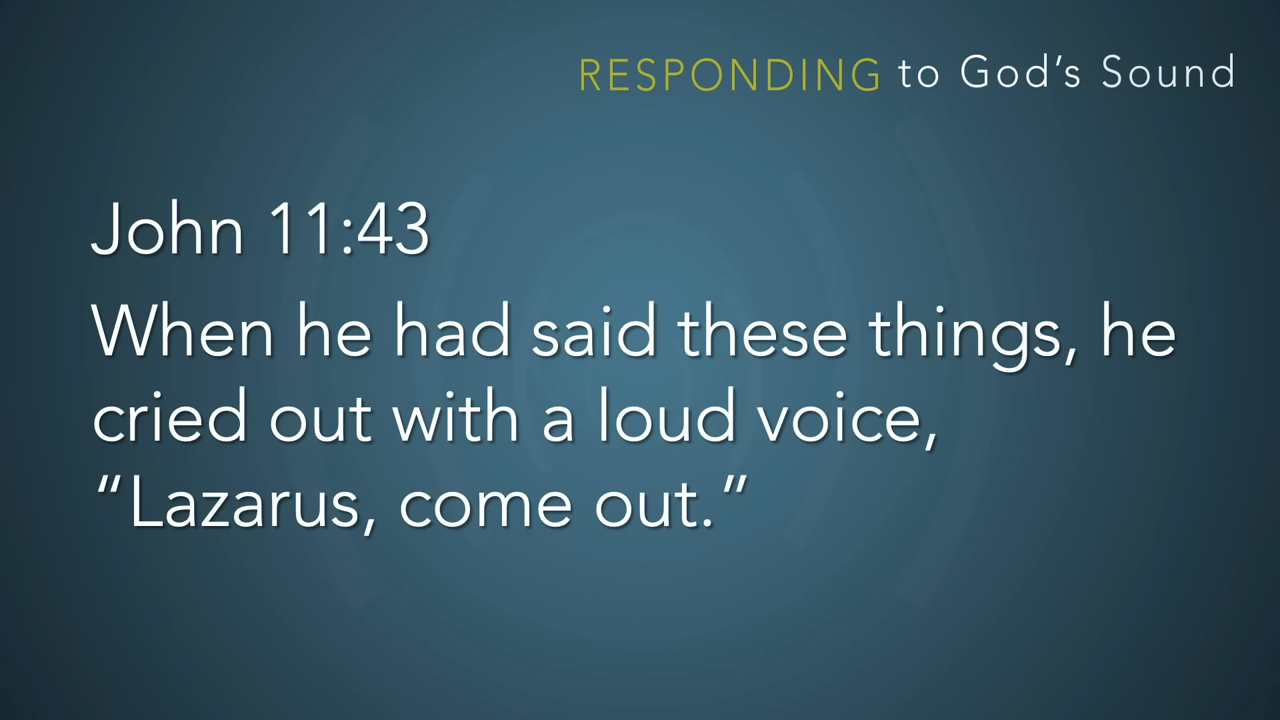 RESPONDING to God’s Sound
John 11:43
When he had said these things, he
cried out with a loud voice,
“Lazarus, come out.”